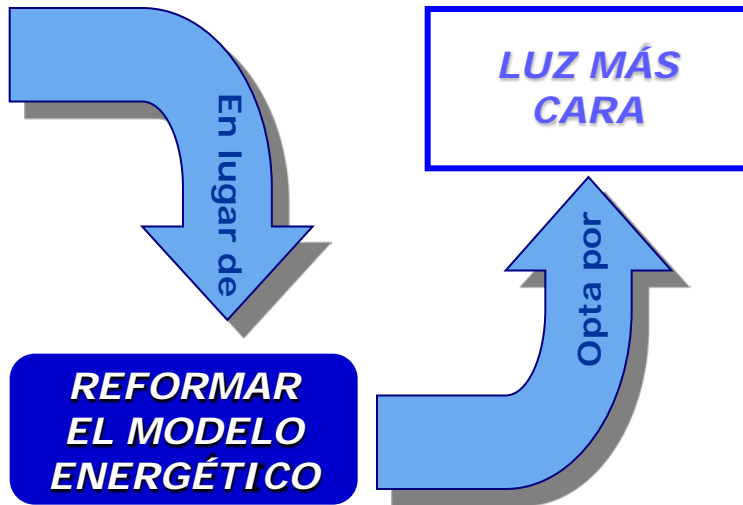 En lugar de
REFORMAR
EL MODELO
ENERGÉTICO
Opta por
LUZ MÁS
CARA